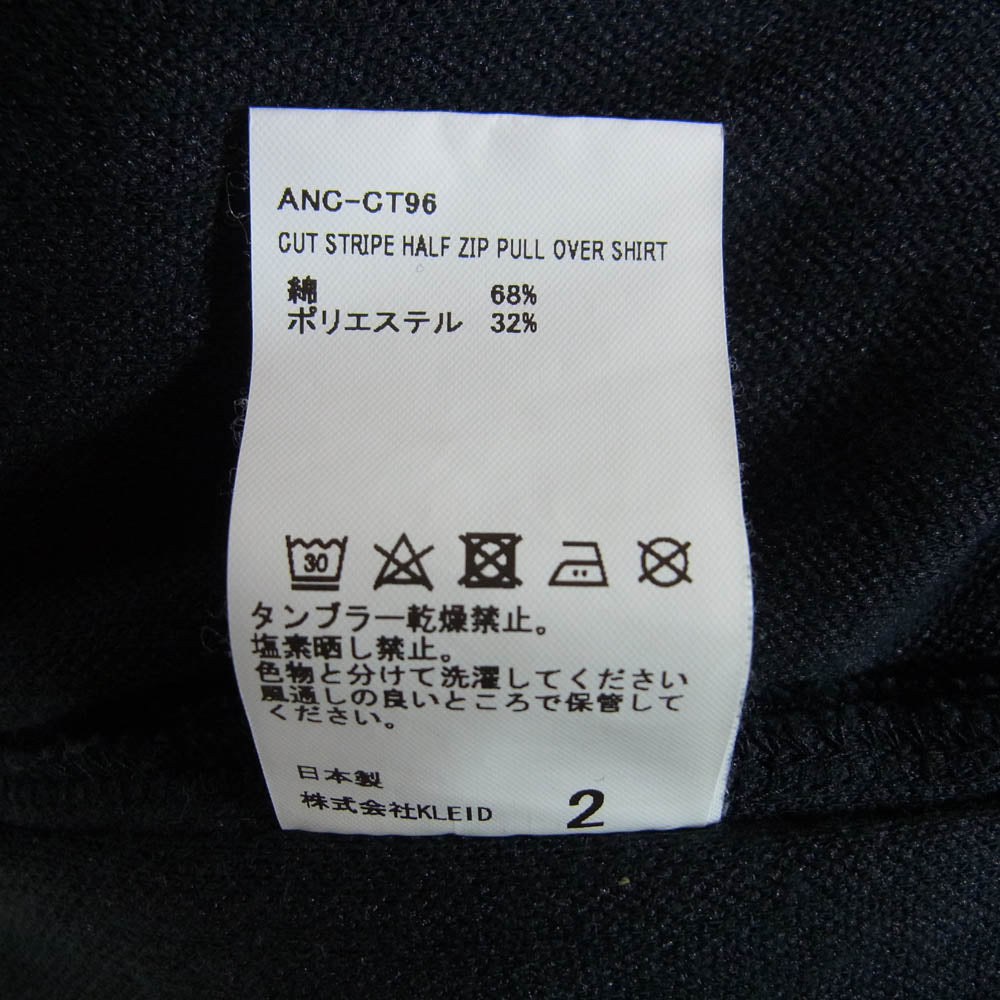 ANC-CT96
CUT STRIPE HALF ZIP PULL OVER SHIRT
綿 68%
ポリエステル 32%
30
タンブラー乾燥禁止。
塩素晒し禁止。
色物と分けて洗濯してください
風通しの良いところで保管して
ください。
日本製
株式会社KLEID 2